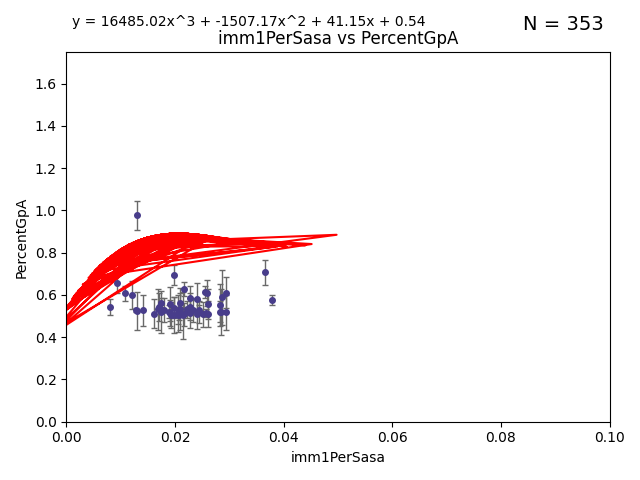 y = 16485.02x^3 + -1507.17x^2 + 41.15x + 0.54
N = 353
imm1PerSasa vs PercentGpA
PercentGpA
1.6
1.4
1.2
1.0
0.8
0.6
0.4
0.2
0.0
0.00 0.02 0.04 0.06 0.08 0.10
imm1PerSasa